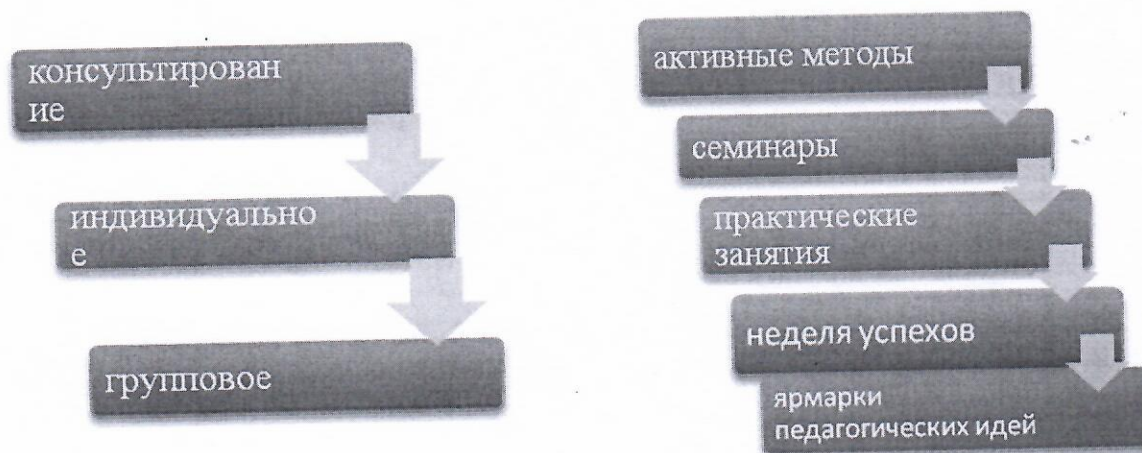 консультирован
ие
индивидуально
е
групповое
активные методы
семинары
практические
занятия
неделя успехов
ярмарки
педагогических идей